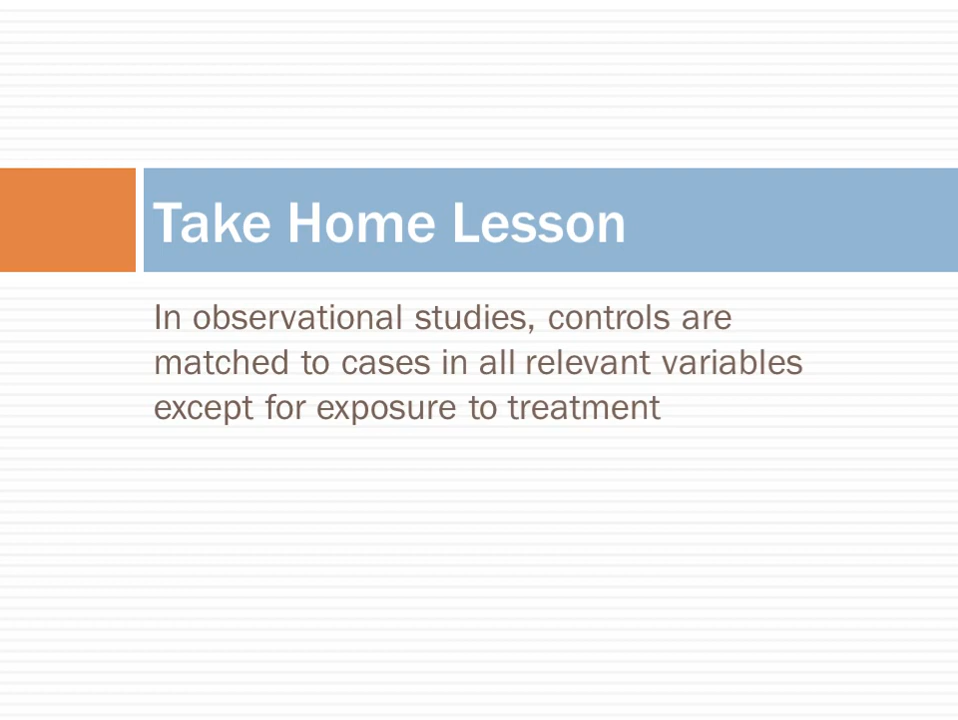 Take Home Lesson
In observational studies, controls are
matched to cases in all relevant variables
except for exposure to treatment